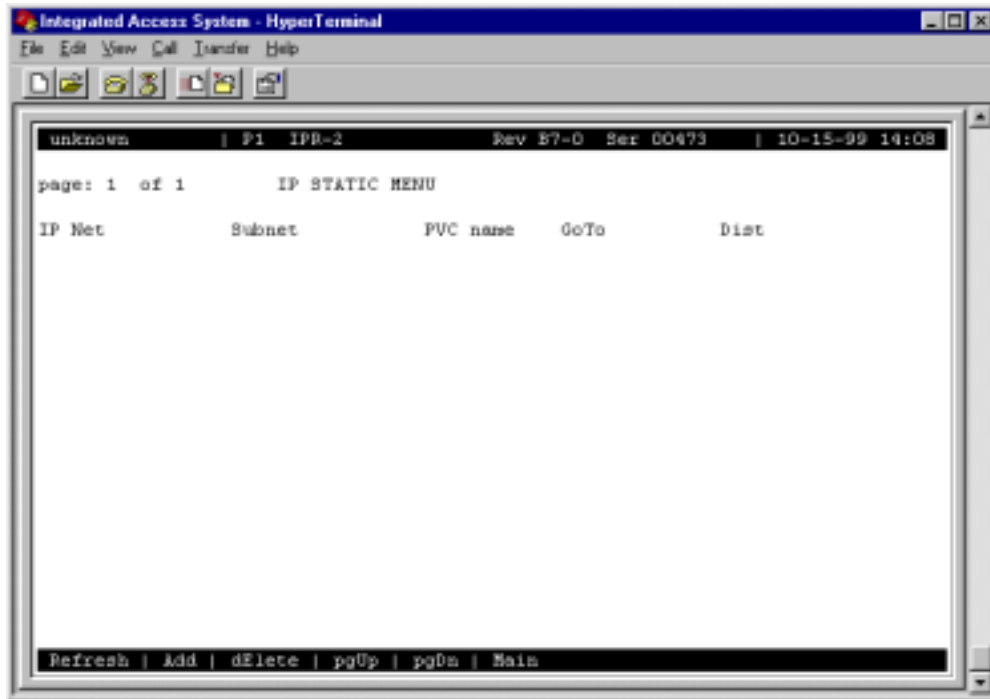 Integrated Access System - HyperTerminal
File Edit View Call Transfer Help
unknown | P1 IPR-2 Rev B7-0 Ser 00473 | 10-15-99 14:08
page: 1 of 1 IP STATIC MENU
IP Net Subnet PVC name GoTo Dist
Refresh | Add | dElete | pgUp | pgDn | Main